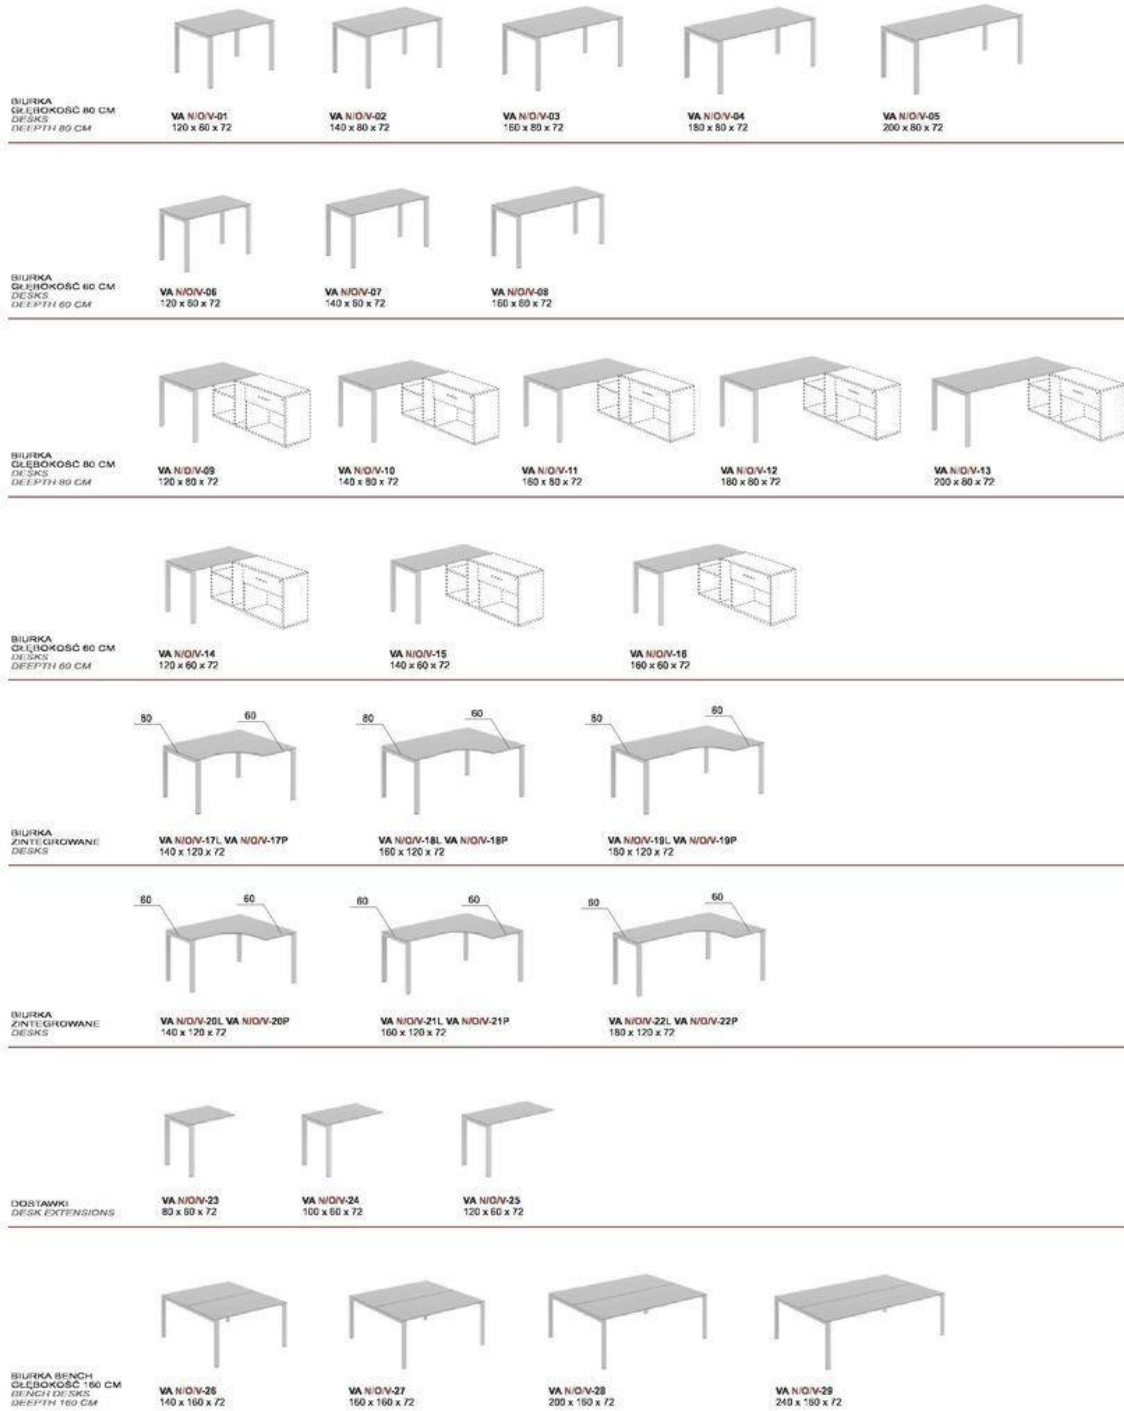 BIURKA
GŁĘBOKOŚĆ 80 CM
DESKS
DEEPTH 80 CM
VA N/O/V-01
120 x 80 x 72
VA N/O/V-02
140 x 80 x 72
VA N/O/V-03
160 x 80 x 72
VA N/O/V-04
180 x 80 x 72
VA N/O/V-05
200 x 80 x 72
BIURKA
GŁĘBOKOŚĆ 60 CM
DESKS
DEEPTH 60 CM
VA N/O/V-06
120 x 60 x 72
VA N/O/V-07
140 x 60 x 72
VA N/O/V-08
160 x 60 x 72
BIURKA
GŁĘBOKOŚĆ 80 CM
DESKS
DEEPTH 80 CM
VA N/O/V-09
120 x 80 x 72
VA N/O/V-10
140 x 80 x 72
VA N/O/V-11
160 x 80 x 72
VA N/O/V-12
180 x 80 x 72
VA N/O/V-13
200 x 80 x 72
BIURKA
GŁĘBOKOŚĆ 60 CM
DESKS
DEEPTH 60 CM
VA N/O/V-14
120 x 60 x 72
VA N/O/V-15
140 x 60 x 72
VA N/O/V-16
160 x 60 x 72
80
60
80
60
80
60
BIURKA
ZINTEGROWANE
DESKS
VA N/O/V-17L VA N/O/V-17P
140 x 120 x 72
VA N/O/V-18L VA N/O/V-18P
160 x 120 x 72
VA N/O/V-19L VA N/O/V-19P
180 x 120 x 72
60
60
60
60
60
60
BIURKA
ZINTEGROWANE
DESKS
VA N/O/V-20L VA N/O/V-20P
140 x 120 x 72
VA N/O/V-21L VA N/O/V-21P
160 x 120 x 72
VA N/O/V-22L VA N/O/V-22P
180 x 120 x 72
DOSTAWKI
DESK EXTENSIONS
VA N/O/V-23
80 x 60 x 72
VA N/O/V-24
100 x 60 x 72
VA N/O/V-25
120 x 60 x 72
BIURKA BENCH
GŁĘBOKOŚĆ 160 CM
BENCH DESKS
DEEPTH 160 CM
VA N/O/V-26
140 x 160 x 72
VA N/O/V-27
160 x 160 x 72
VA N/O/V-28
200 x 160 x 72
VA N/O/V-29
240 x 160 x 72